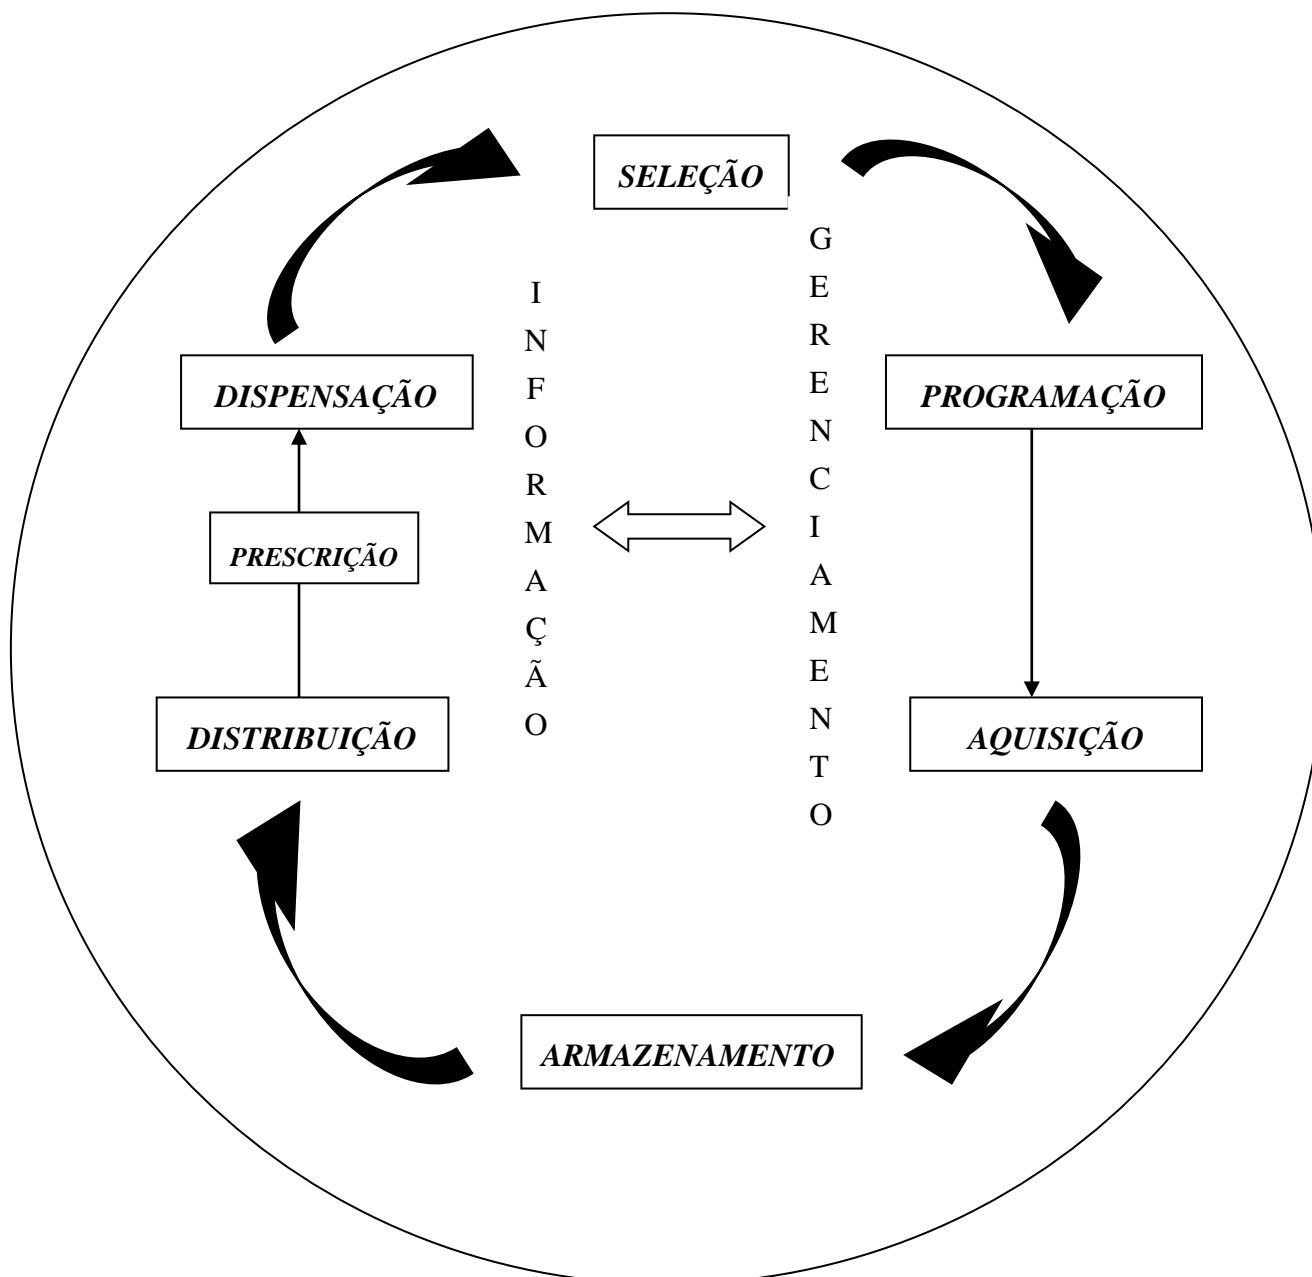 SELEÇÃO
GERENCIAMENTO
INFORMAÇÃO
DISPENSAÇÃO
PROGRAMAÇÃO
PRESCRIÇÃO
DISTRIBUIÇÃO
AQUISIÇÃO
ARMAZENAMENTO